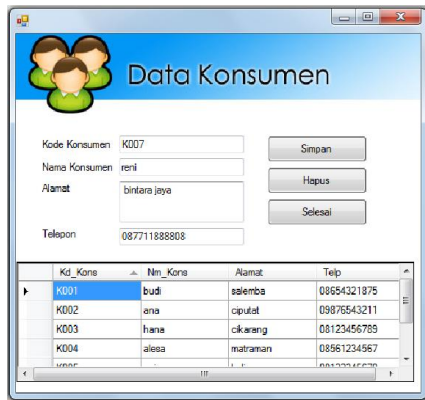 Data Konsumen
Kode Konsumen K007
Simpan
Nama Konsumen reni
Hapus
Alamat bintara jaya
Selesai
Telepon 087711888808
Kd_Kons Nm_Kons Alamat Telp
K001 budi salemba 08654321875
K002 ana ciputat 09876543211
K003 hana cikarang 08123456789
K004 alesa matraman 08561234567
K005